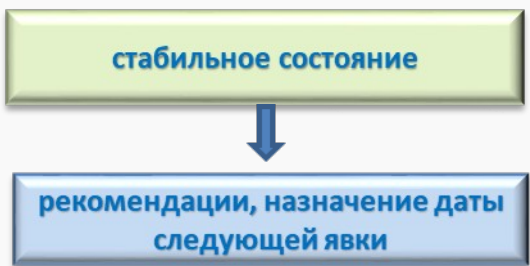 стабильное состояние
рекомендации, назначение даты
следующей явки